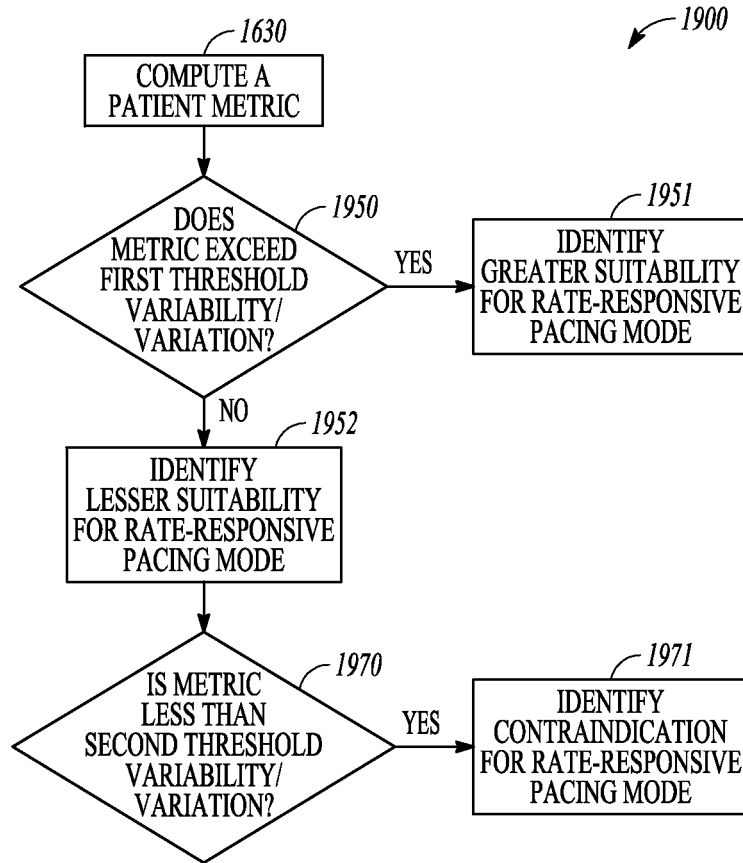 1900
1630
COMPUTE A
PATIENT METRIC
1950
DOES
METRIC EXCEED
FIRST THRESHOLD
VARIABILITY/
VARIATION?
YES
1951
IDENTIFY
GREATER SUITABILITY
FOR RATE-RESPONSIVE
PACING MODE
NO
1952
IDENTIFY
LESSER SUITABILITY
FOR RATE-RESPONSIVE
PACING MODE
1970
IS METRIC
LESS THAN
SECOND THRESHOLD
VARIABILITY/
VARIATION?
YES
1971
IDENTIFY
CONTRAINDICATION
FOR RATE-RESPONSIVE
PACING MODE